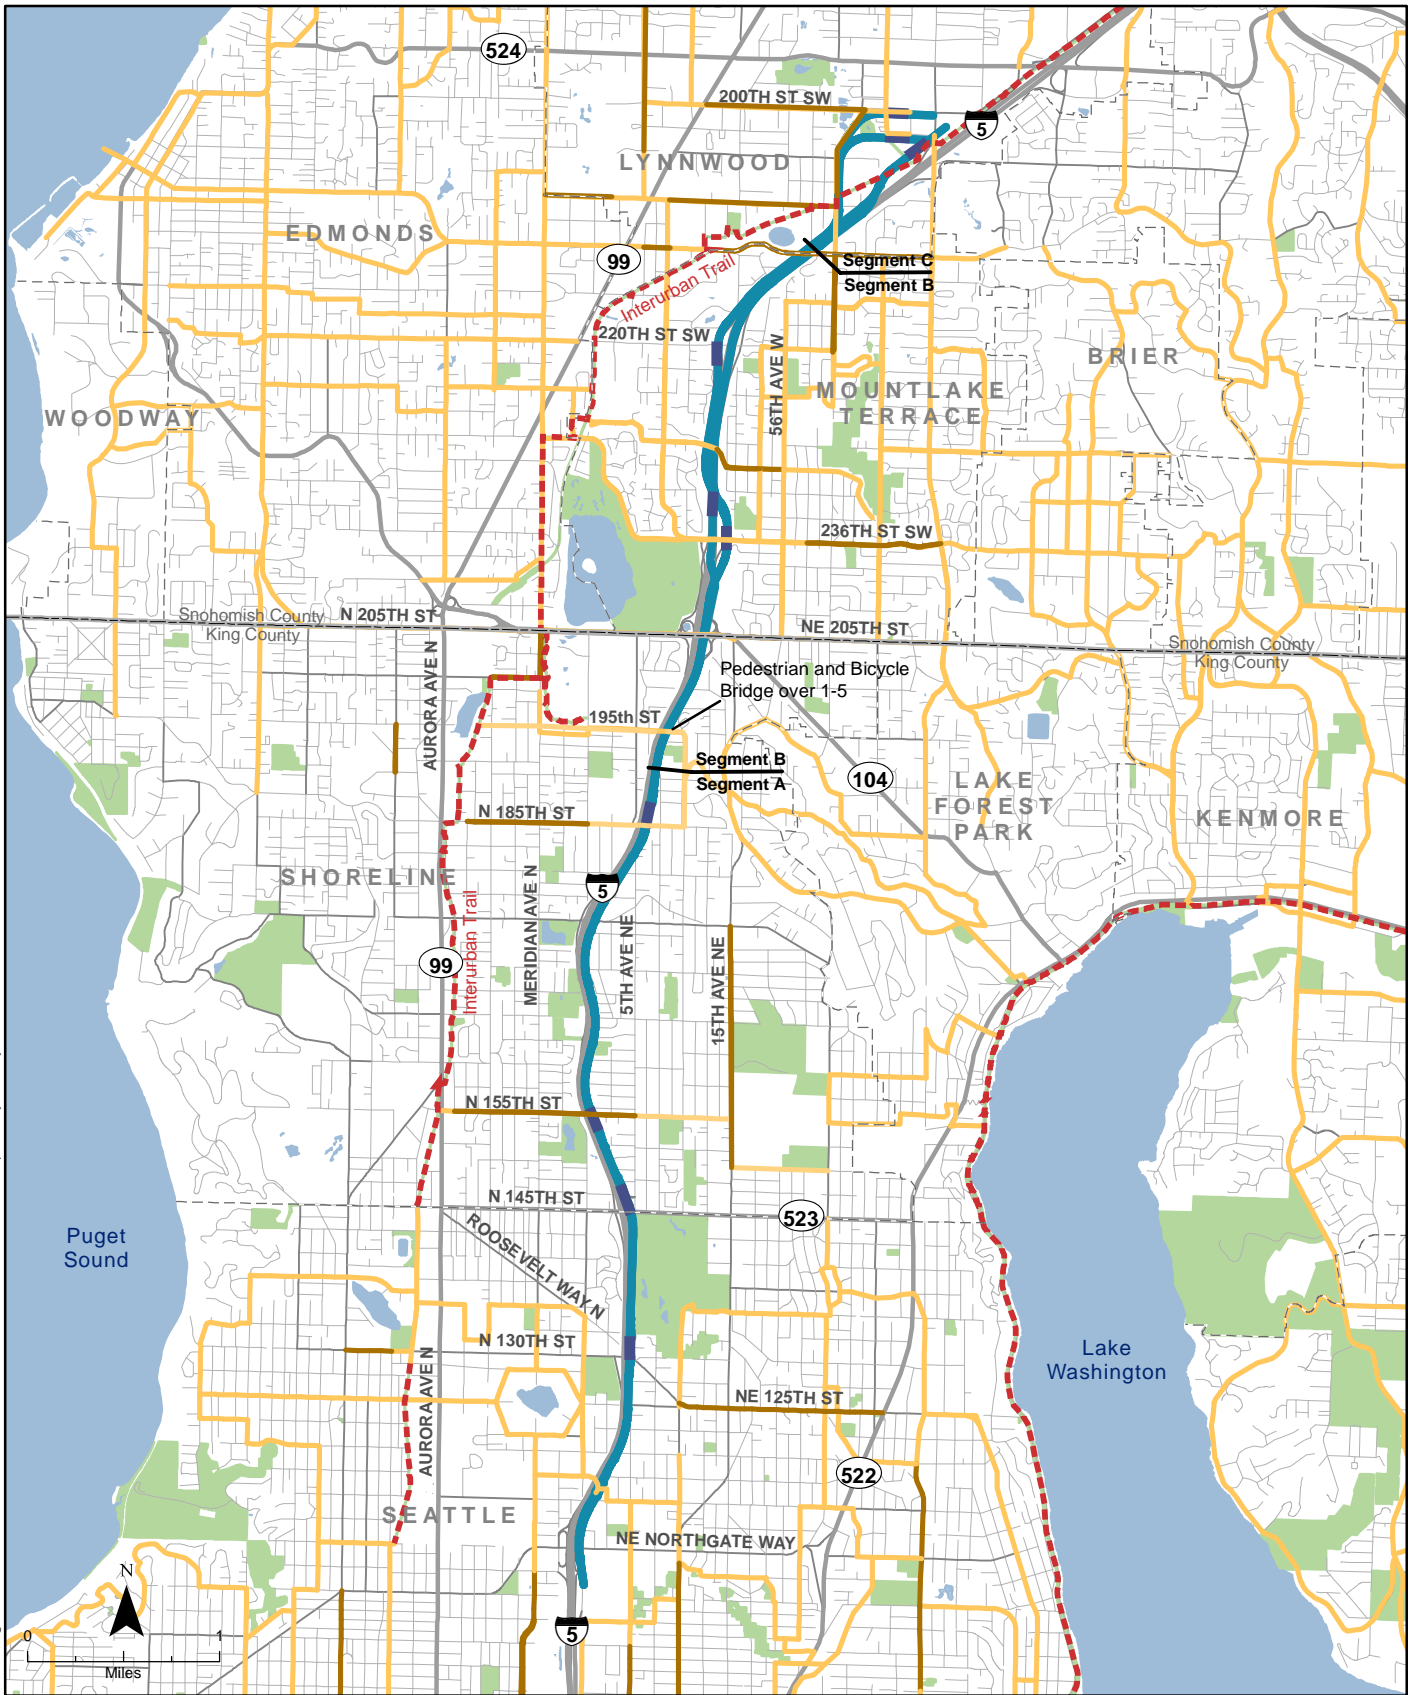 524
200TH ST SW
5
LYNNWOOD
EDMONDS
99
Segment C
Segment B
Interurban Trail
220TH ST SW
56TH AVE W
BRIER
MOUNTLAKE
TERRACE
WOODWAY
236TH ST SW
Snohomish County
King County
N 205TH ST
NE 205TH ST
Snohomish County
King County
Pedestrian and Bicycle
Bridge over 1-5
195th ST
AURORA AVE N
Segment B
Segment A
104
LAKE
FOREST
PARK
KENMORE
N 185TH ST
SHORELINE
5
MERIDIAN AVE N
Interurban Trail
99
5TH AVE NE
15TH AVE NE
N 155TH ST
N 145TH ST
523
ROOSEVELT WAY N
Puget
Sound
N 130TH ST
Lake
Washington
AURORA AVE N
NE 125TH ST
522
SEATTLE
NE NORTHGATE WAY
N
5
0
1
Miles